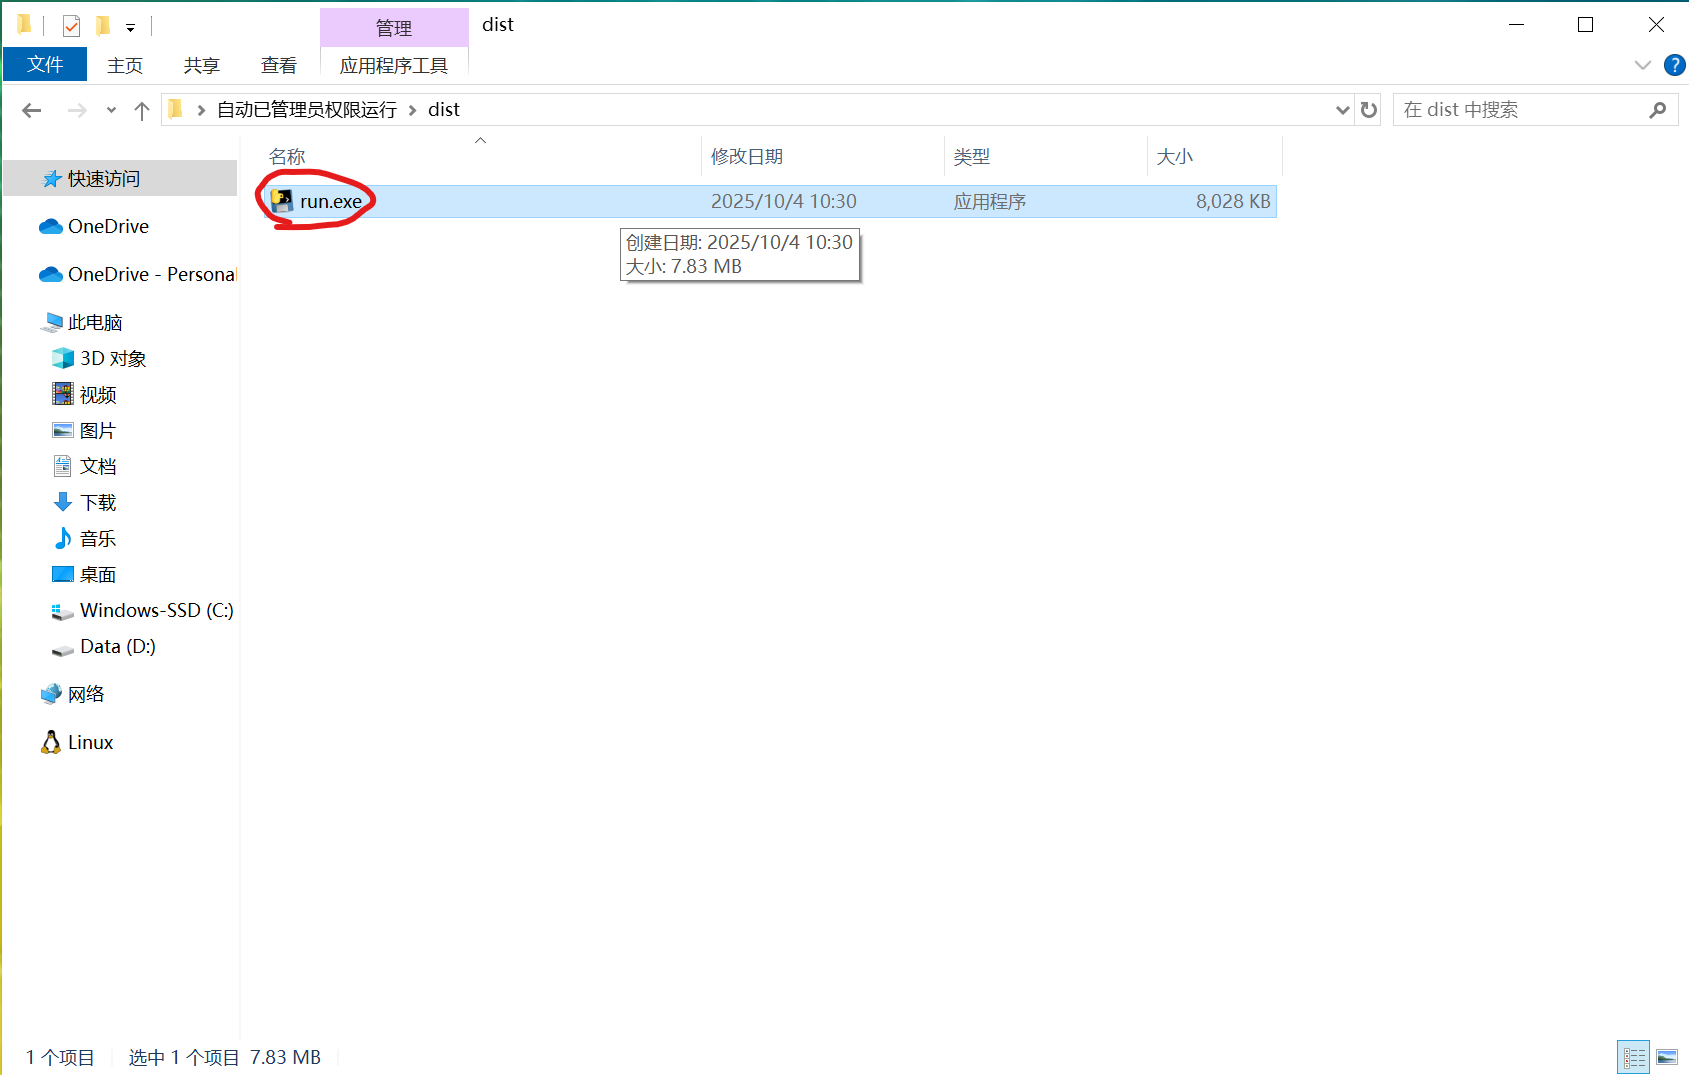 管理
dist
文件
主页
共享
查看
应用程序工具
自动已管理员权限运行
dist
在 dist 中搜索
名称
修改日期
类型
大小
run.exe
2025/10/4 10:30
应用程序
8,028 KB
创建日期: 2025/10/4 10:30
大小: 7.83 MB
快速访问
OneDrive
OneDrive - Personal
此电脑
3D 对象
视频
图片
文档
下载
音乐
桌面
Windows-SSD (C:)
Data (D:)
网络
Linux
1 个项目
选中 1 个项目 7.83 MB